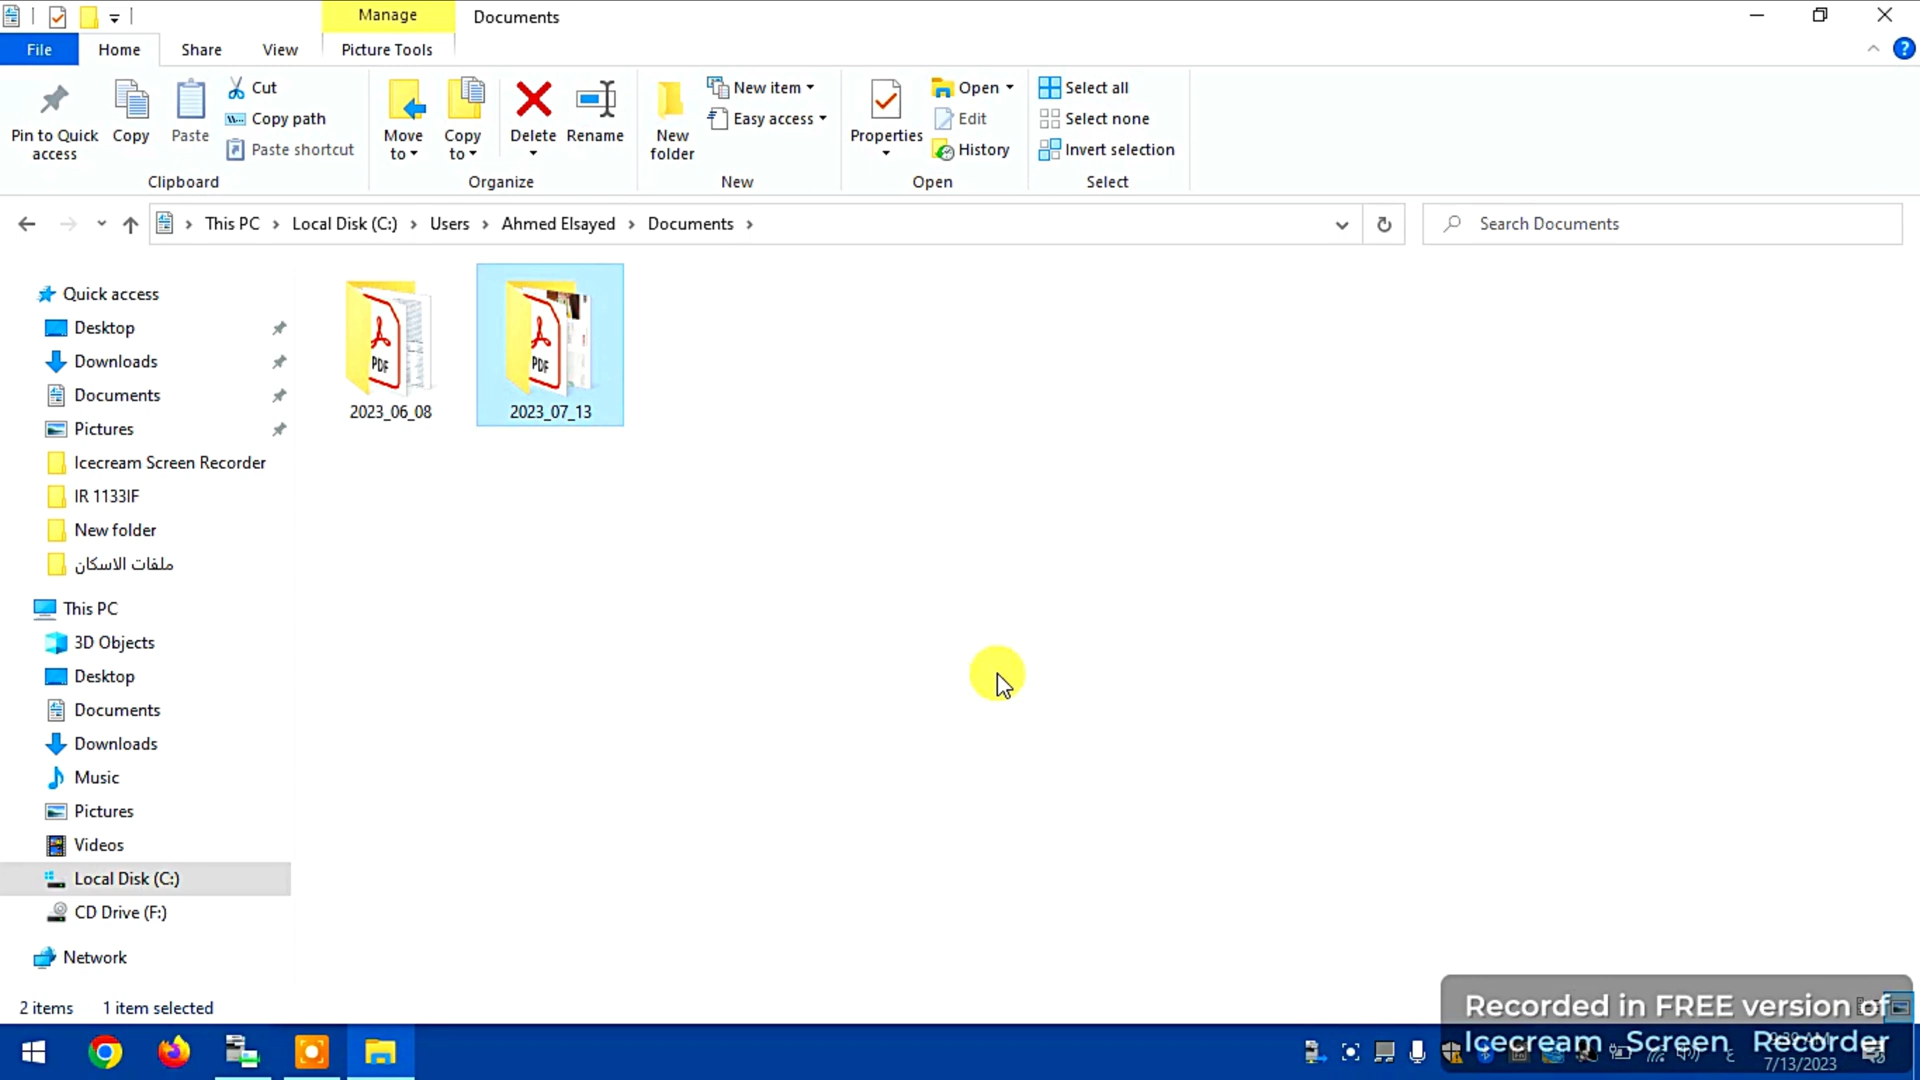 Manage
Documents
File
Home
Share
View
Picture Tools
Pin to Quick access
Copy
Paste
Cut
Copy path
Paste shortcut
Clipboard
Move to
Copy to
Delete
Rename
Organize
New folder
New item
Easy access
New
Properties
Open
Edit
History
Open
Select all
Select none
Invert selection
Select
This PC
Local Disk (C:)
Users
Ahmed Elsayed
Documents
Search Documents
Quick access
Desktop
Downloads
Documents
Pictures
Icecream Screen Recorder
IR 1133IF
New folder
ملفات الاسكان
This PC
3D Objects
Desktop
Documents
Downloads
Music
Pictures
Videos
Local Disk (C:)
CD Drive (F:)
Network
PDF
2023_06_08
PDF
2023_07_13
2 items
1 item selected
Recorded in FREE version of
Icecream Screen Recorder
7/13/2023